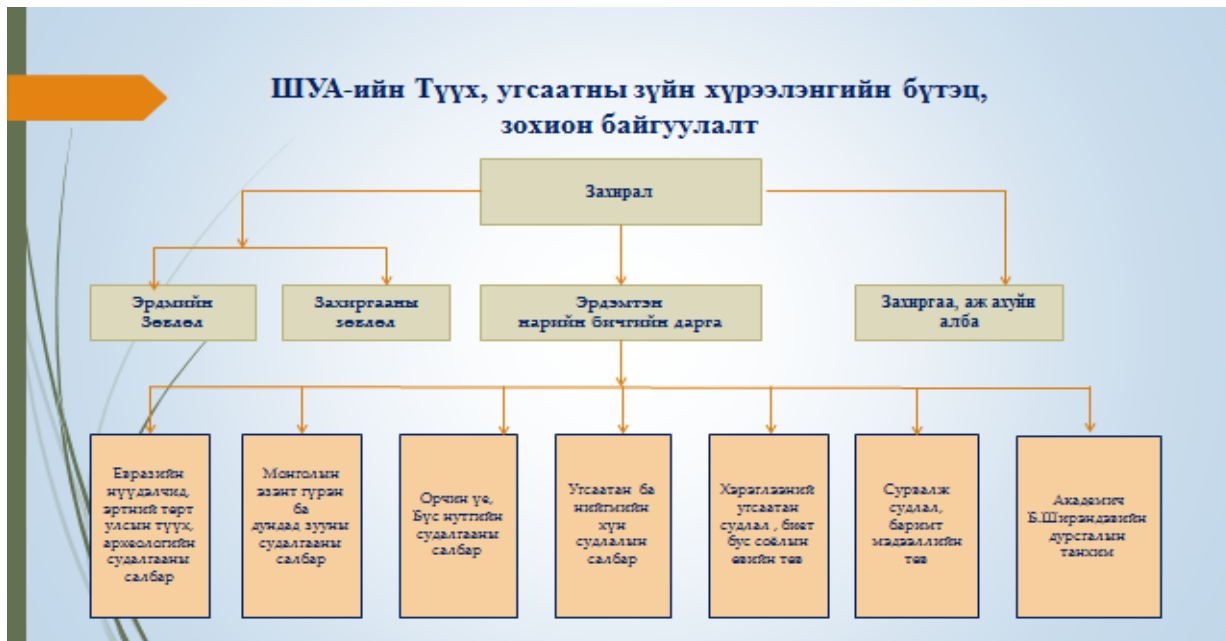 ШУА-ийн Түүх, угсаатны зүйн хүрээлэнгийн бүтэц,
зохион байгуулалт
Захирал
Эрдмийн
Зөвлөл
Захиргааны
зөвлөл
Эрдэмтэн
нарийн бичгийн дарга
Захиргаа, аж ахуйн
алба
Евразийн
нүүдэлчид,
эртний төрт
улсын түүх,
археологийн
судалгааны
салбар
Монголын
эзэнт гүрэн
ба
дундад зууны
судалгааны
салбар
Орчин үе,
Бүс нутгийн
судалгааны
салбар
Угсаатан ба
нийгмийн
хүн
судлалын
салбар
Хэрэглээний
угсаатан
судлал , биет
бус соёлын
өвийн төв
Сурвалж
судлал,
баримт
мэдээллийн
төв
Академич
Б.Ширэндэвийн
дурсгалын
танхим